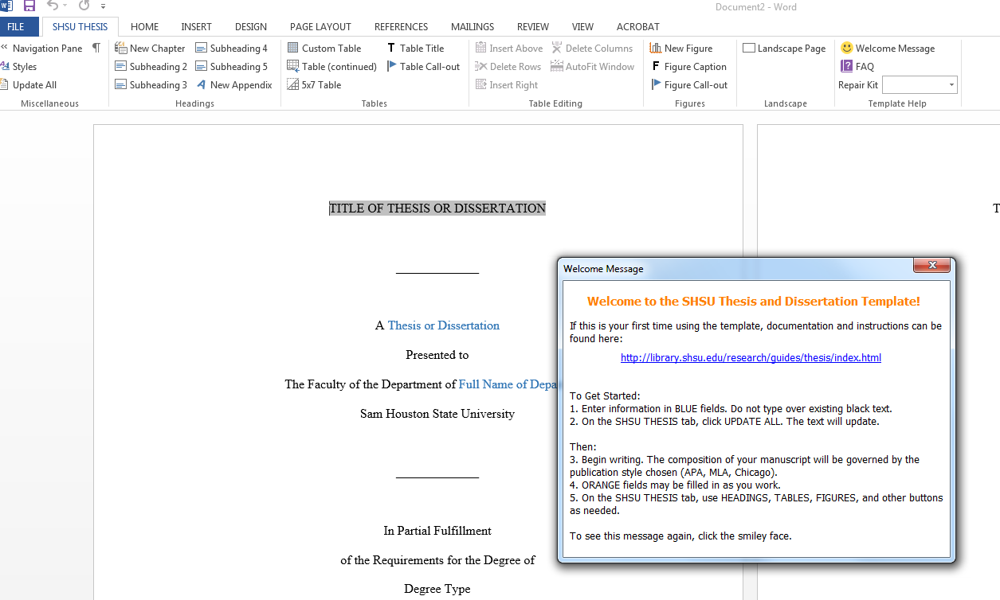 Document2 - Word
FILE SHSU THESIS HOME INSERT DESIGN PAGE LAYOUT REFERENCES MAILINGS REVIEW VIEW ACROBAT
Navigation Pane ¶ New Chapter Subheading 4 Custom Table T Table Title Insert Above Delete Columns New Figure Landscape Page Welcome Message
Styles Subheading 2 Subheading 5 Table (continued) Table Call-out Delete Rows AutoFit Window F Figure Caption FAQ
Update All Subheading 3 New Appendix 5x7 Table Insert Right Figure Call-out Repair Kit
Miscellaneous Headings Tables Table Editing Figures Landscape Template Help
TITLE OF THESIS OR DISSERTATION
T
A Thesis or Dissertation
Presented to
The Faculty of the Department of Full Name of Depa
Sam Houston State University
In Partial Fulfillment
of the Requirements for the Degree of
Degree Type
Welcome Message
Welcome to the SHSU Thesis and Dissertation Template!
If this is your first time using the template, documentation and instructions can be
found here:
http://library.shsu.edu/research/guides/thesis/index.html
To Get Started:
1. Enter information in BLUE fields. Do not type over existing black text.
2. On the SHSU THESIS tab, click UPDATE ALL. The text will update.
Then:
3. Begin writing. The composition of your manuscript will be governed by the
publication style chosen (APA, MLA, Chicago).
4. ORANGE fields may be filled in as you work.
5. On the SHSU THESIS tab, use HEADINGS, TABLES, FIGURES, and other buttons
as needed.
To see this message again, click the smiley face.